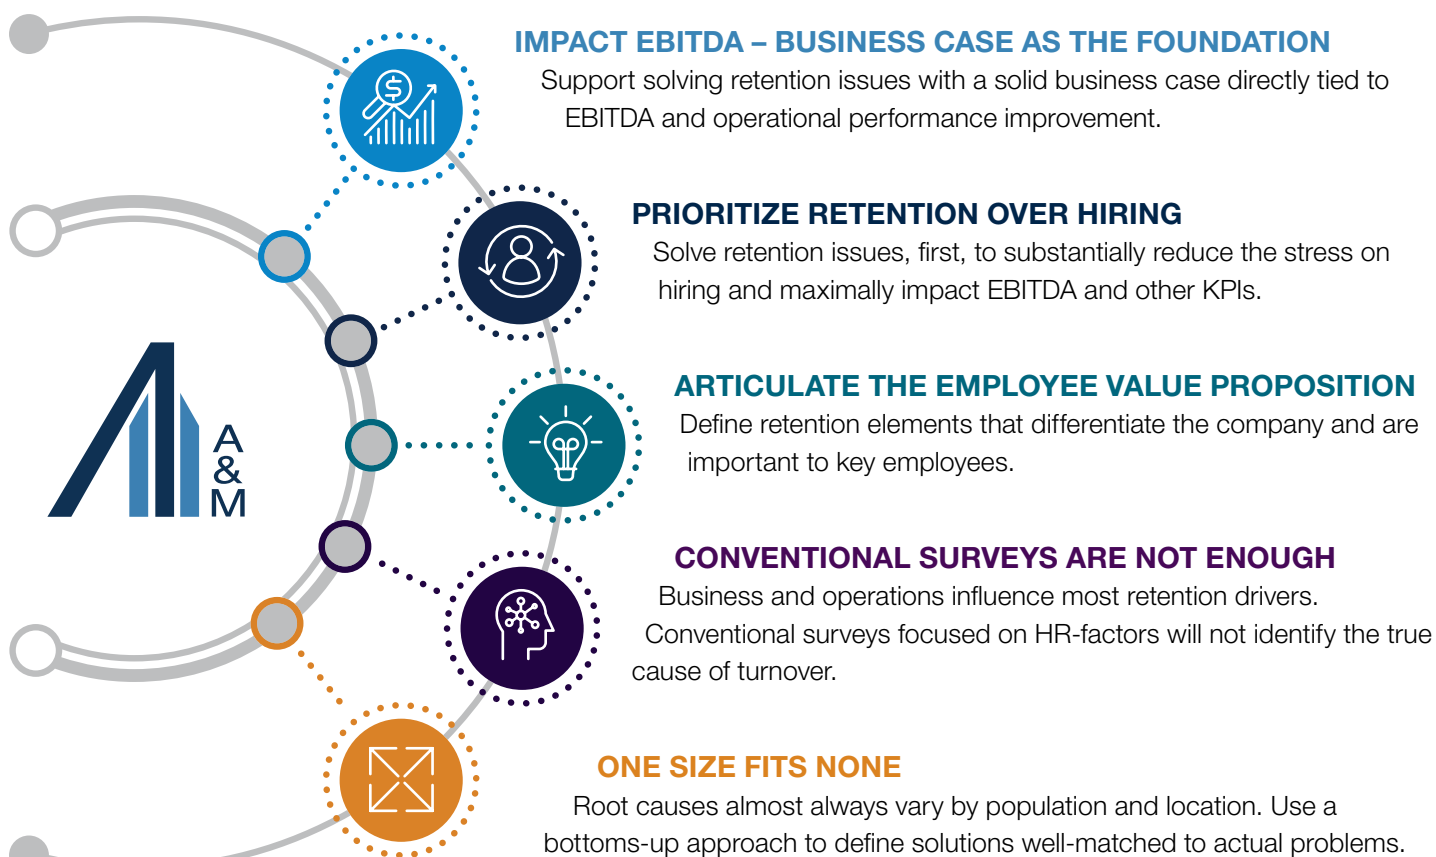 IMPACT EBITDA – BUSINESS CASE AS THE FOUNDATION
Support solving retention issues with a solid business case directly tied to
EBITDA and operational performance improvement.
PRIORITIZE RETENTION OVER HIRING
Solve retention issues, first, to substantially reduce the stress on
hiring and maximally impact EBITDA and other KPIs.
ARTICULATE THE EMPLOYEE VALUE PROPOSITION
Define retention elements that differentiate the company and are
important to key employees.
A
&
M
CONVENTIONAL SURVEYS ARE NOT ENOUGH
Business and operations influence most retention drivers.
Conventional surveys focused on HR-factors will not identify the true
cause of turnover.
ONE SIZE FITS NONE
Root causes almost always vary by population and location. Use a
bottoms-up approach to define solutions well-matched to actual problems.